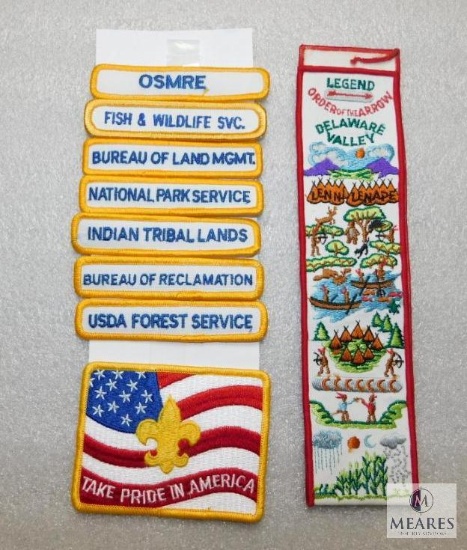 OSMRE
FISH & WILDLIFE SVC.
BUREAU OF LAND MGMT.
NATIONAL PARK SERVICE
INDIAN TRIBAL LANDS
BUREAU OF RECLAMATION
USDA FOREST SERVICE
TAKE PRIDE IN AMERICA
LEGEND
ORDER OF THE ARROW
DELAWARE
VALLEY
LENNI LENAPE
M
MEARES